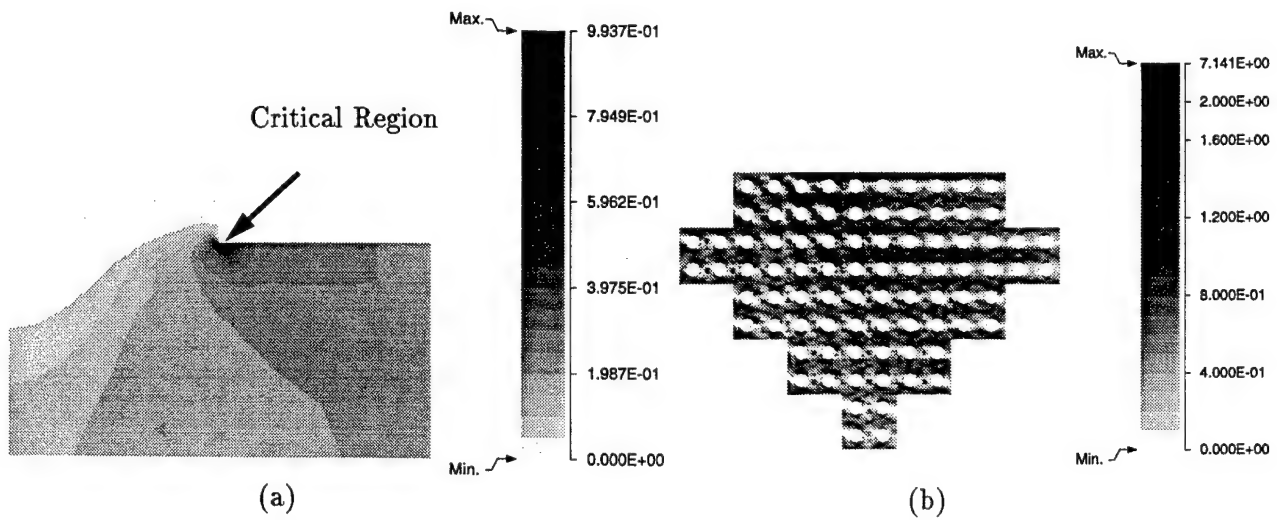 Max.
9.937E-01
7.949E-01
5.962E-01
3.975E-01
1.987E-01
0.000E+00
Min.
Critical Region
(a)
Max.
7.141E+00
2.000E+00
1.600E+00
1.200E+00
8.000E-01
4.000E-01
0.000E+00
Min.
(b)